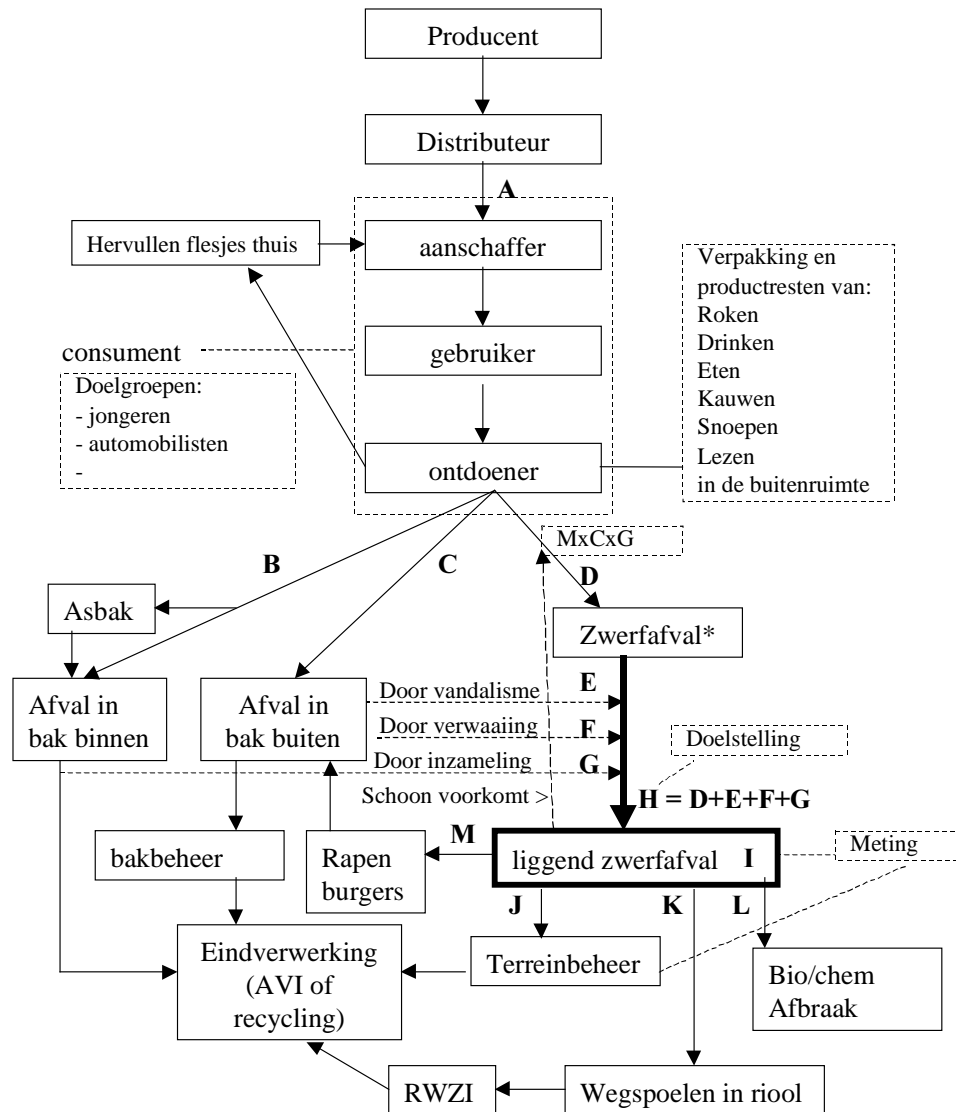 Producent
Distributeur
A
Hervullen flesjes thuis
aanschaffer
Verpakking en
productresten van:
Roken
Drinken
Eten
Kauwen
Snoepen
Lezen
in de buitenruimte
consument
gebruiker
Doelgroepen:
- jongeren
- automobilisten
-
ontdoener
B
C
MxCxG
D
Asbak
Zwerfafval*
Afval in
bak binnen
Afval in
bak buiten
Door vandalisme
E
Door verwaaiing
F
Door inzameling
G
Doelstelling
Schoon voorkomt >
H = D+E+F+G
bakbeheer
Rapen
burgers
M
liggend zwerfafval I
Meting
J
K
L
Eindverwerking
(AVI of
recycling)
Terreinbeheer
Bio/chem
Afbraak
RWZI
Wegspoelen in riool